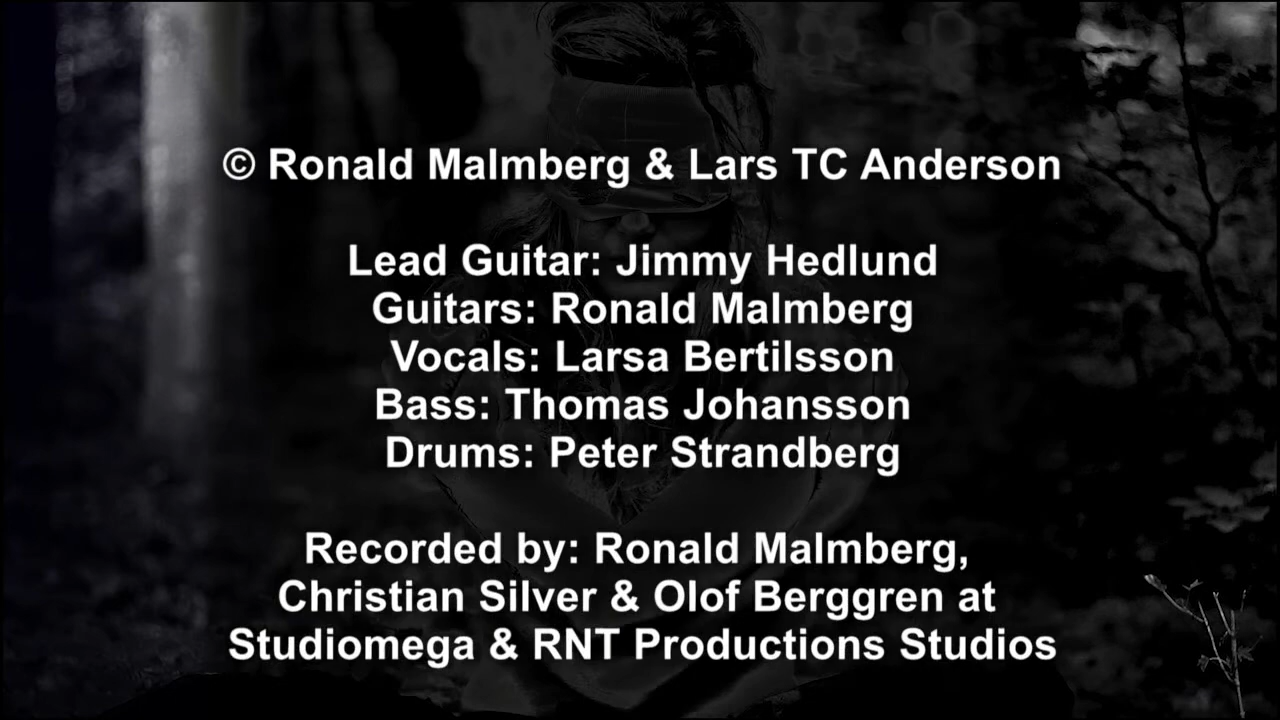 © Ronald Malmberg & Lars TC Anderson
Lead Guitar: Jimmy Hedlund
Guitars: Ronald Malmberg
Vocals: Larsa Bertilsson
Bass: Thomas Johansson
Drums: Peter Strandberg
Recorded by: Ronald Malmberg,
Christian Silver & Olof Berggren at
Studiomega & RNT Productions Studios